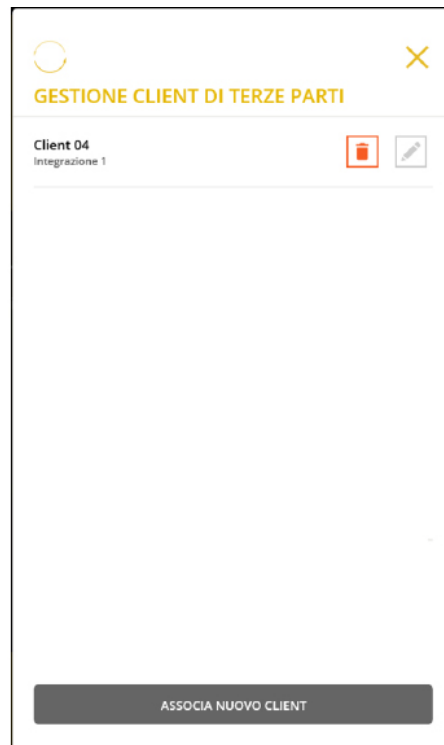 GESTIONE CLIENT DI TERZE PARTI
Client 04
Integrazione 1
ASSOCIA NUOVO CLIENT